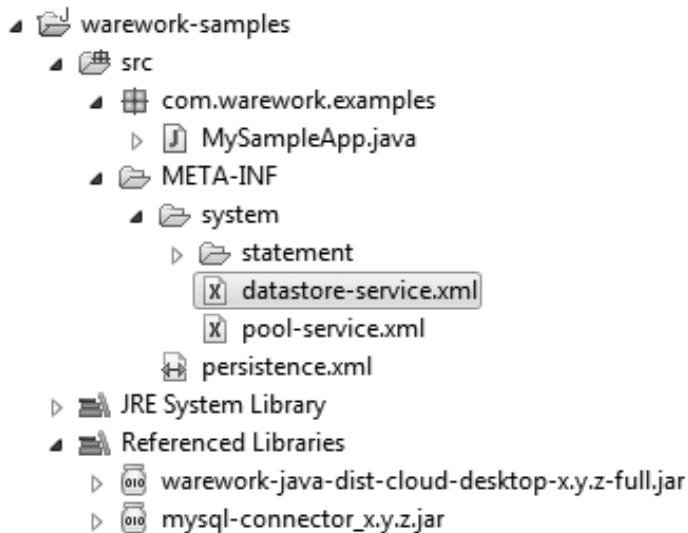 warework-samples
src
com.warework.examples
MySampleApp.java
META-INF
system
statement
datastore-service.xml
pool-service.xml
persistence.xml
JRE System Library
Referenced Libraries
warework-java-dist-cloud-desktop-x.y.z-full.jar
mysql-connector_x.y.z.jar